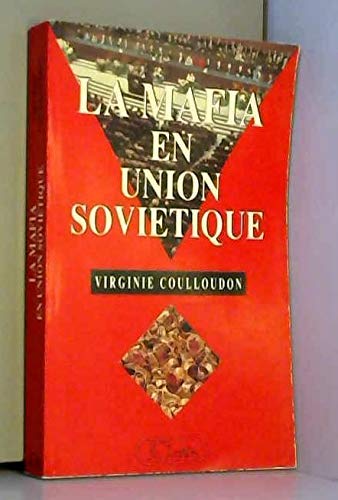 LA MAFIA
EN
UNION
SOVIÉTIQUE
VIRGINIE COULLOUDON
LA MAFIA
EN UNION SOVIÉTIQUE